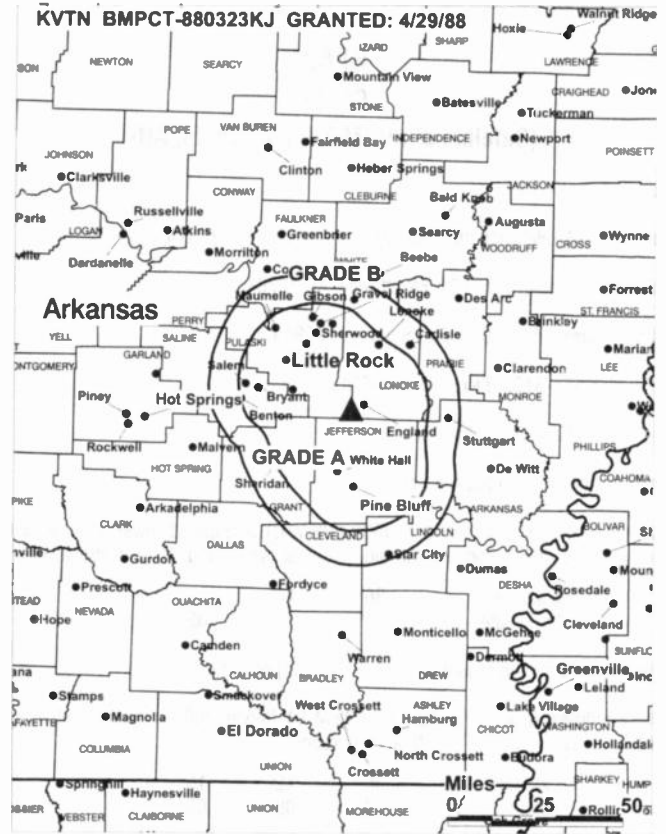 KVTN BMPCT-880323KJ GRANTED: 4/29/88
Walnut Ridge
Hoxie
IZARD
SHARP
NEWTON
SEARCY
LAWRENCE
Mountain View
STONE
Batesville
CRAIGHEAD
Tuckerman
POPE
VAN BUREN
Fairfield Bay
INDEPENDENCE
Newport
JOHNSON
Clinton
POINSETT
Clarksville
Heber Springs
CONWAY
CLEBURNE
JACKSON
Paris
Russellville
Bald Knob
LOGAN
Atkins
FAULKNER
Greenbrier
Searcy
Augusta
Dardanelle
Morrilton
WOODRUFF
CROSS
Wynne
Beebe
GRADE B
Arkansas
Maumelle
Gibson
Gravel Ridge
Des Arc
Forrest
PERRY
Lonoke
ST. FRANCIS
YELL
SALINE
PULASKI
Sherwood
Carlisle
Brinkley
GARLAND
Little Rock
PRAIRIE
LEE
Salem
LONOKE
Clarendon
Piney
Hot Springs
Bryant
MONROE
Benton
Rockwell
JEFFERSON
England
Stuttgart
Malvern
PHILLIPS
HOT SPRING
GRADE A
White Hall
De Witt
Sheridan
COAHOMA
PIKE
Pine Bluff
Arkadelphia
GRANT
ARKANSAS
CLARK
CLEVELAND
LINCOLN
BOLIVAR
DALLAS
Star City
Gurdon
Dumas
DESHA
Prescott
Fordyce
Rosedale
NEVADA
OUACHITA
Hope
Cleveland
Monticello
McGehee
Camden
Warren
CALHOUN
BRADLEY
DREW
Dermott
Greenville
Stamps
Smackover
ASHLEY
Leland
West Crossett
Hamburg
Lake Village
Magnolia
El Dorado
CHICOT
WASHINGTON
COLUMBIA
North Crossett
UNION
Crossett
Eudora
Springhill
Miles
SHARKEY
Haynesville
0 25 50
WEBSTER
CLAIBORNE
UNION
MOREHOUSE